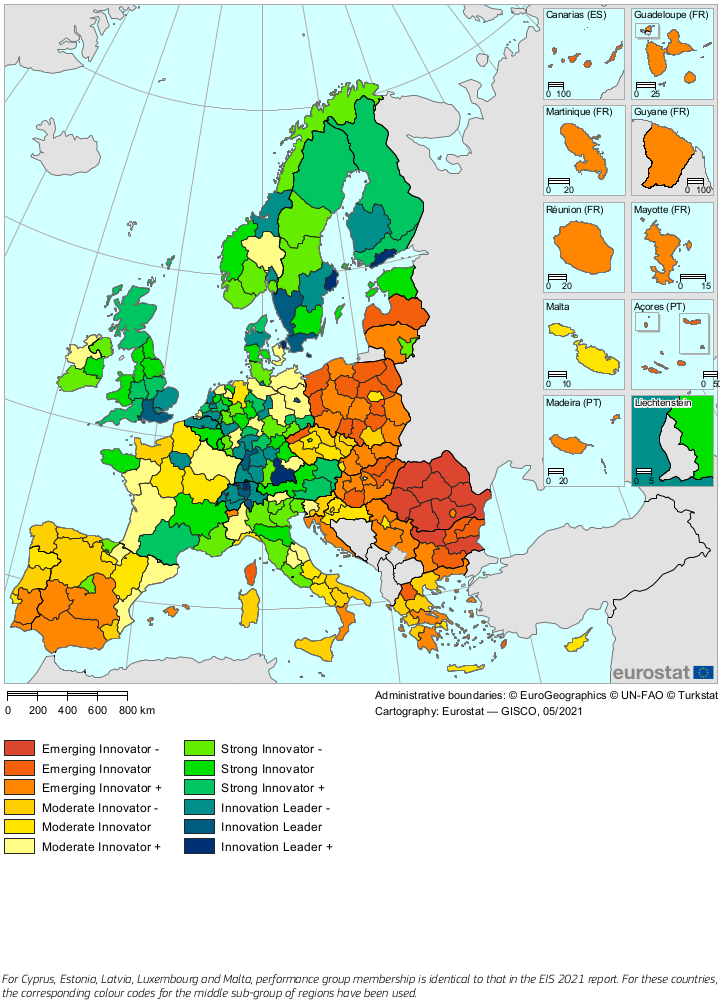 Canarias (ES)
0 100
Guadeloupe (FR)
0 25
Martinique (FR)
0 20
Guyane (FR)
0 100
Réunion (FR)
0 20
Mayotte (FR)
0 15
Malta
0 10
Açores (PT)
0 50
Madeira (PT)
0 20
Liechtenstein
0 5
eurostat
0 200 400 600 800 km
Administrative boundaries: © EuroGeographics © UN-FAO © Turkstat
Cartography: Eurostat — GISCO, 05/2021
Emerging Innovator -
Emerging Innovator
Emerging Innovator +
Moderate Innovator -
Moderate Innovator
Moderate Innovator +
Strong Innovator -
Strong Innovator
Strong Innovator +
Innovation Leader -
Innovation Leader
Innovation Leader +
For Cyprus, Estonia, Latvia, Luxembourg and Malta, performance group membership is identical to that in the EIS 2021 report. For these countries,
the corresponding colour codes for the middle sub-group of regions have been used.